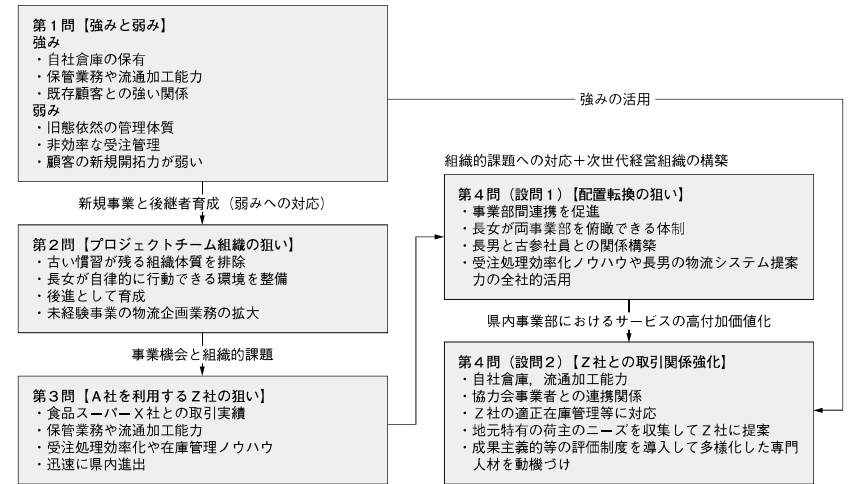 第1問【強みと弱み】
強み
・自社倉庫の保有
・保管業務や流通加工能力
・既存顧客との強い関係
弱み
・旧態依然の管理体質
・非効率な受注管理
・顧客の新規開拓力が弱い
新規事業と後継者育成（弱みへの対応）
第2問【プロジェクトチーム組織の狙い】
・古い慣習が残る組織体質を排除
・長女が自律的に行動できる環境を整備
・後進として育成
・未経験事業の物流企画業務の拡大
事業機会と組織的課題
第3問【A社を利用するZ社の狙い】
・食品スーパーX社との取引実績
・保管業務や流通加工能力
・受注処理効率化や在庫管理ノウハウ
・迅速に県内進出
強みの活用
組織的課題への対応＋次世代経営組織の構築
第4問（設問1）【配置転換の狙い】
・事業部間連携を促進
・長女が両事業部を俯瞰できる体制
・長男と古参社員との関係構築
・受注処理効率化ノウハウや長男の物流システム提案
力の全社的活用
県内事業部におけるサービスの高付加価値化
第4問（設問2）【Z社との取引関係強化】
・自社倉庫，流通加工能力
・協力会事業者との連携関係
・Z社の適正在庫管理等に対応
・地元特有の荷主のニーズを収集してZ社に提案
・成果主義的等の評価制度を導入して多様化した専門
人材を動機づけ